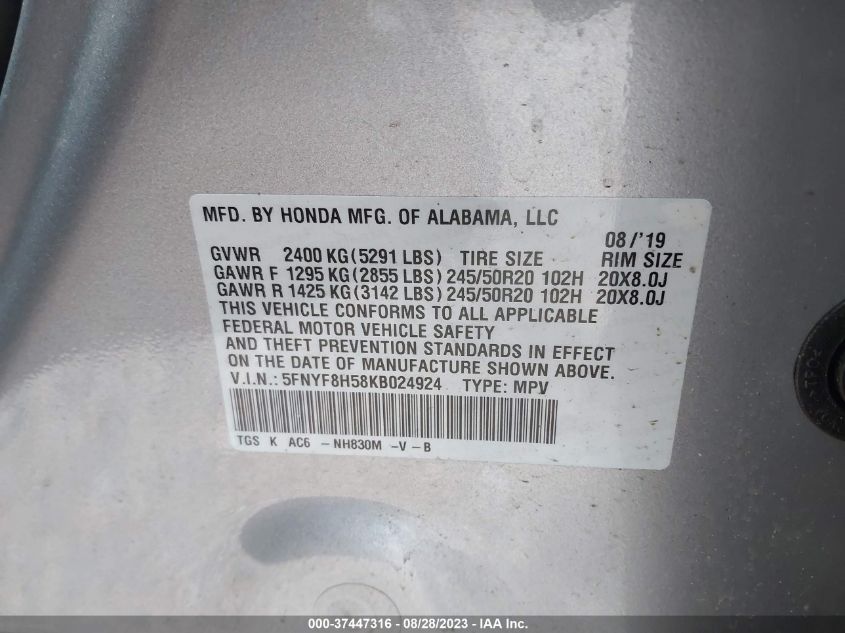 MFD. BY HONDA MFG. OF ALABAMA, LLC
08/'19
GVWR 2400 KG(5291 LBS) TIRE SIZE RIM SIZE
GAWR F 1295 KG(2855 LBS) 245/50R20 102H 20X8.0J
GAWR R 1425 KG(3142 LBS) 245/50R20 102H 20X8.0J
THIS VEHICLE CONFORMS TO ALL APPLICABLE
FEDERAL MOTOR VEHICLE SAFETY
AND THEFT PREVENTION STANDARDS IN EFFECT
ON THE DATE OF MANUFACTURE SHOWN ABOVE.
V.I.N.: 5FNYF8H58KB024924 TYPE: MPV
TGS K AC6 -NH830M -V-B
000-37447316 - 08/28/2023 - IAA Inc.